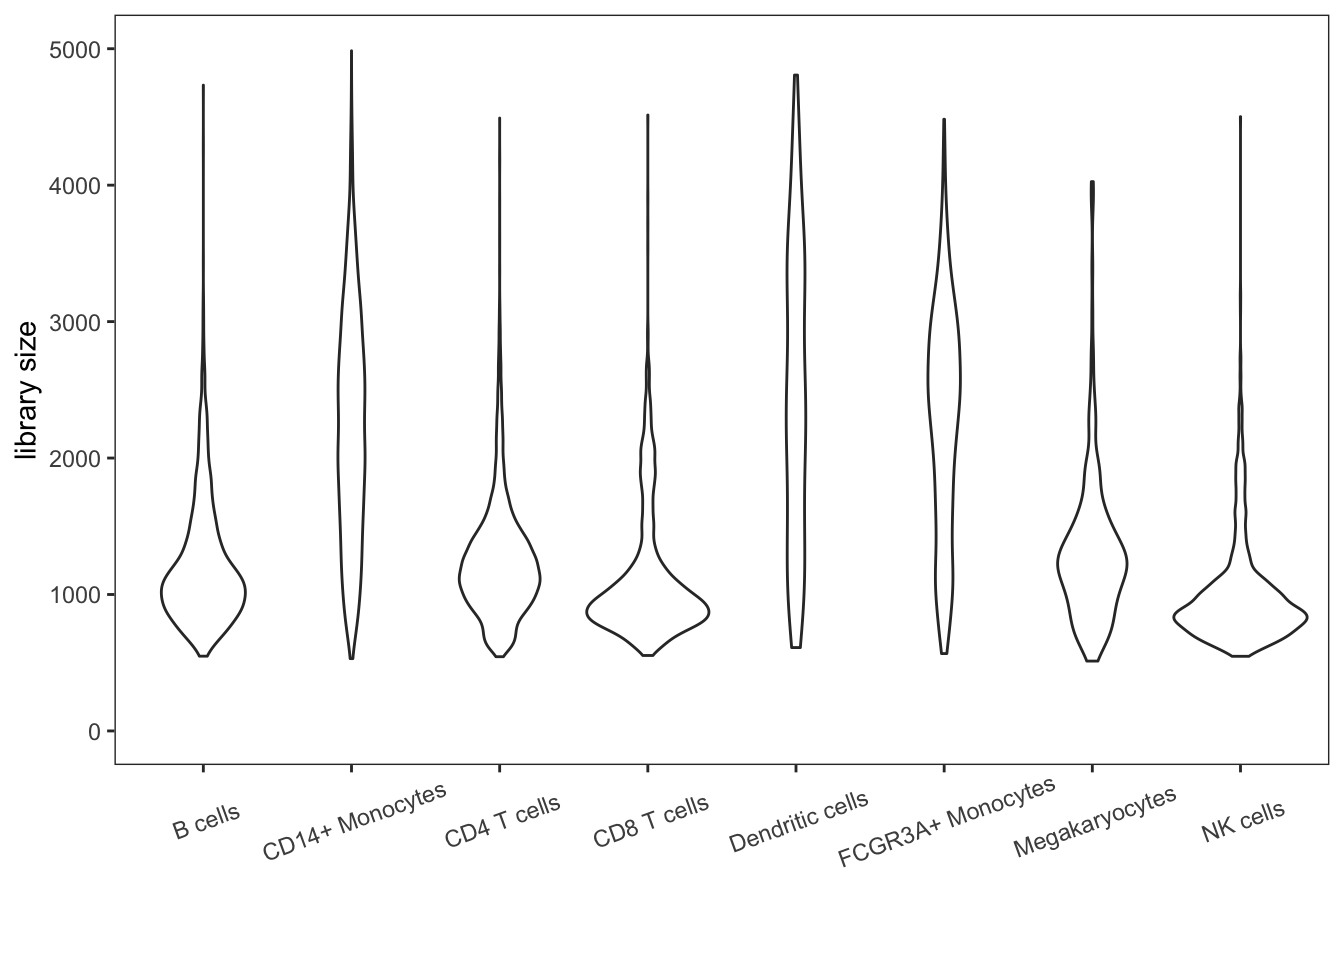 5000
4000
3000
2000
1000
0
library size
B cells
CD14+ Monocytes
CD4 T cells
CD8 T cells
Dendritic cells
FCGR3A+ Monocytes
Megakaryocytes
NK cells